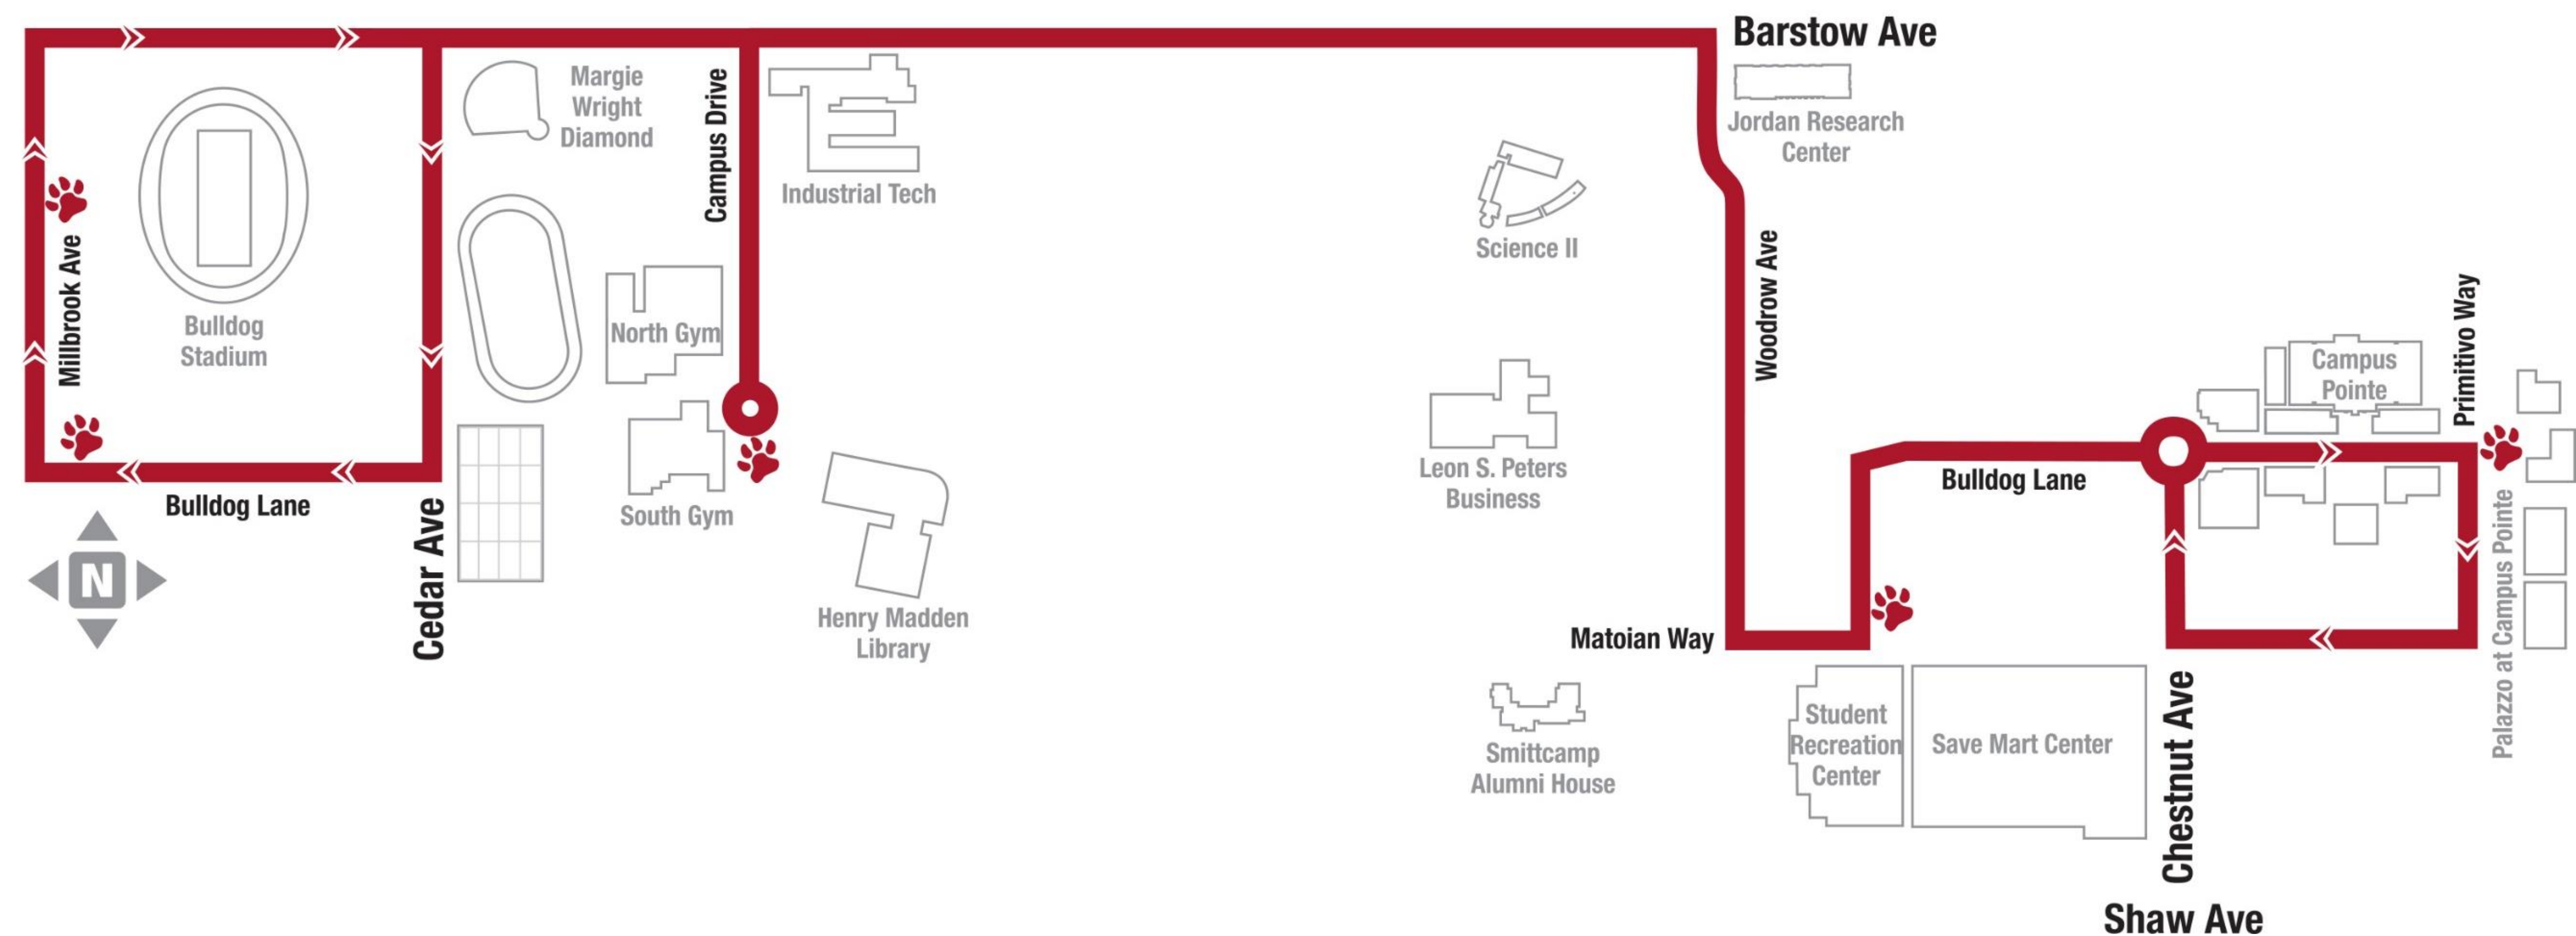 Barstow Ave
Margie
Wright
Diamond
Campus Drive
Industrial Tech
Jordan Research
Center
Science II
Millbrook Ave
Bulldog
Stadium
North Gym
Woodrow Ave
Campus
Pointe
Primitivo Way
Bulldog Lane
Cedar Ave
South Gym
Henry Madden
Library
Leon S. Peters
Business
Bulldog Lane
Palazzo at Campus Pointe
N
Matoian Way
Smittcamp
Alumni House
Student
Recreation
Center
Save Mart Center
Chestnut Ave
Shaw Ave